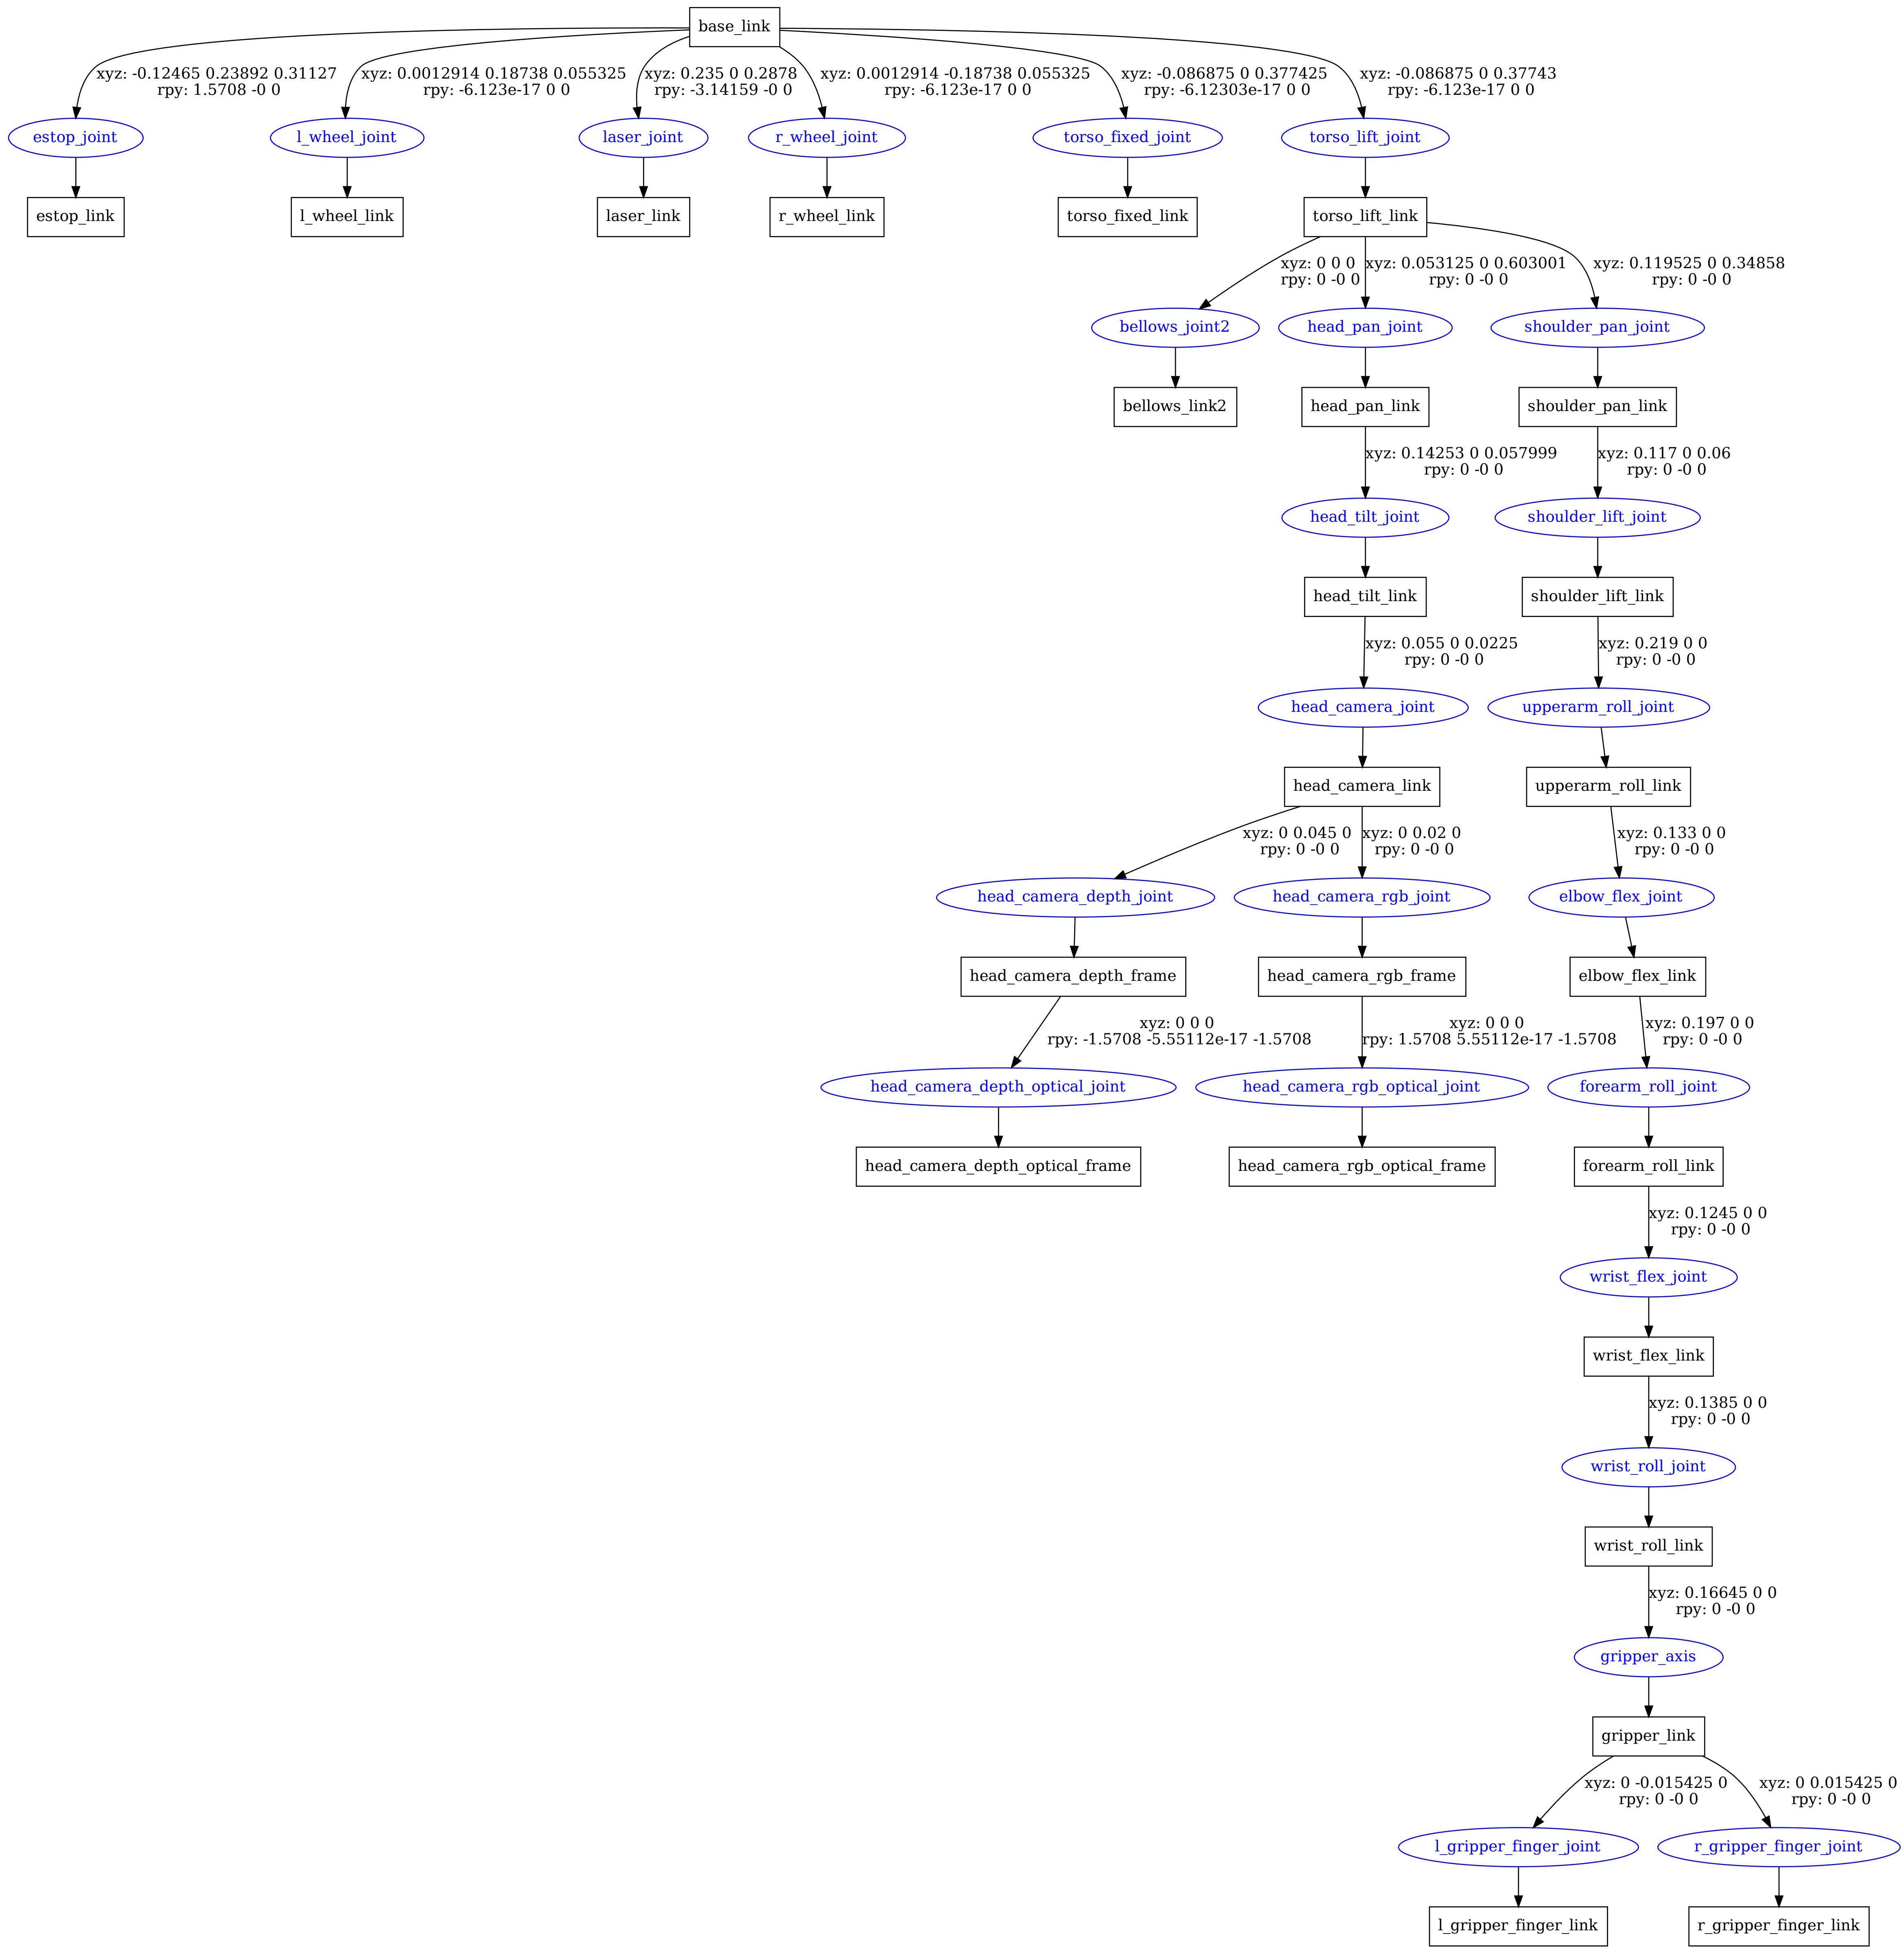 base_link
xyz: -0.12465 0.23892 0.31127
rpy: 1.5708 -0 0
xyz: 0.0012914 0.18738 0.055325
rpy: -6.123e-17 0 0
xyz: 0.235 0 0.2878
rpy: -3.14159 -0 0
xyz: 0.0012914 -0.18738 0.055325
rpy: -6.123e-17 0 0
xyz: -0.086875 0 0.377425
rpy: -6.12303e-17 0 0
xyz: -0.086875 0 0.37743
rpy: -6.123e-17 0 0
estop_joint
l_wheel_joint
laser_joint
r_wheel_joint
torso_fixed_joint
torso_lift_joint
estop_link
l_wheel_link
laser_link
r_wheel_link
torso_fixed_link
torso_lift_link
xyz: 0 0 0
rpy: 0 -0 0
xyz: 0.053125 0 0.603001
rpy: 0 -0 0
xyz: 0.119525 0 0.34858
rpy: 0 -0 0
bellows_joint2
head_pan_joint
shoulder_pan_joint
bellows_link2
head_pan_link
shoulder_pan_link
xyz: 0.14253 0 0.057999
rpy: 0 -0 0
xyz: 0.117 0 0.06
rpy: 0 -0 0
head_tilt_joint
shoulder_lift_joint
head_tilt_link
shoulder_lift_link
xyz: 0.055 0 0.0225
rpy: 0 -0 0
xyz: 0.219 0 0
rpy: 0 -0 0
head_camera_joint
upperarm_roll_joint
head_camera_link
upperarm_roll_link
xyz: 0 0.045 0
rpy: 0 -0 0
xyz: 0 0.02 0
rpy: 0 -0 0
xyz: 0.133 0 0
rpy: 0 -0 0
head_camera_depth_joint
head_camera_rgb_joint
elbow_flex_joint
head_camera_depth_frame
head_camera_rgb_frame
elbow_flex_link
xyz: 0 0 0
rpy: -1.5708 -5.55112e-17 -1.5708
xyz: 0 0 0
rpy: 1.5708 5.55112e-17 -1.5708
xyz: 0.197 0 0
rpy: 0 -0 0
head_camera_depth_optical_joint
head_camera_rgb_optical_joint
forearm_roll_joint
head_camera_depth_optical_frame
head_camera_rgb_optical_frame
forearm_roll_link
xyz: 0.1245 0 0
rpy: 0 -0 0
wrist_flex_joint
wrist_flex_link
xyz: 0.1385 0 0
rpy: 0 -0 0
wrist_roll_joint
wrist_roll_link
xyz: 0.16645 0 0
rpy: 0 -0 0
gripper_axis
gripper_link
xyz: 0 -0.015425 0
rpy: 0 -0 0
xyz: 0 0.015425 0
rpy: 0 -0 0
l_gripper_finger_joint
r_gripper_finger_joint
l_gripper_finger_link
r_gripper_finger_link